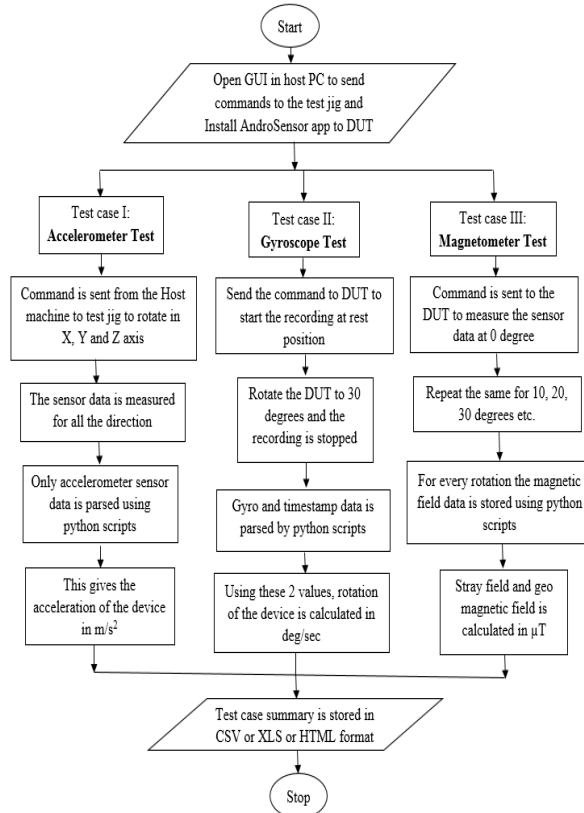 Start
Open GUI in host PC to send
commands to the test jig and
Install AndroSensor app to DUT
Test case I:
Accelerometer Test
Command is sent from the Host
machine to test jig to rotate in
X, Y and Z axis
The sensor data is measured
for all the direction
Only accelerometer sensor
data is parsed using
python scripts
This gives the
acceleration of the device
in m/s²
Test case II:
Gyroscope Test
Send the command to DUT to
start the recording at rest
position
Rotate the DUT to 30
degrees and the
recording is stopped
Gyro and timestamp data is
parsed by python scripts
Using these 2 values, rotation
of the device is calculated in
deg/sec
Test case III:
Magnetometer Test
Command is sent to the
DUT to measure the sensor
data at 0 degree
Repeat the same for 10, 20,
30 degrees etc.
For every rotation the magnetic
field data is stored using python
scripts
Stray field and geo
magnetic field is
calculated in µT
Test case summary is stored in
CSV or XLS or HTML format
Stop